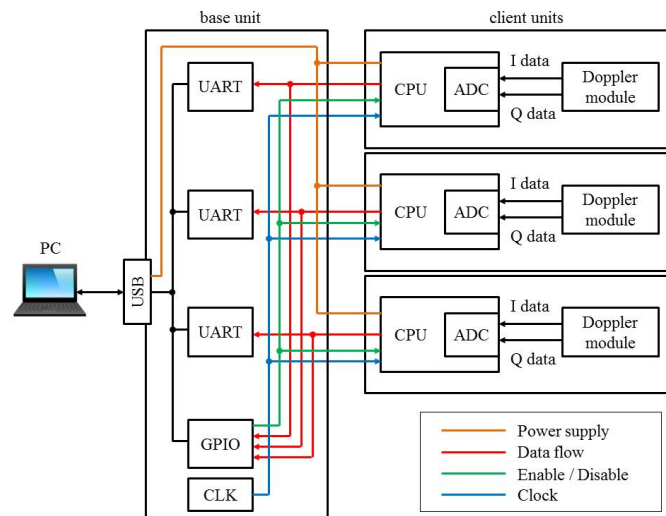 base unit
client units
UART
CPU
ADC
I data
Q data
Doppler
module
UART
CPU
ADC
I data
Q data
Doppler
module
PC
USB
UART
CPU
ADC
I data
Q data
Doppler
module
GPIO
CLK
Power supply
Data flow
Enable / Disable
Clock